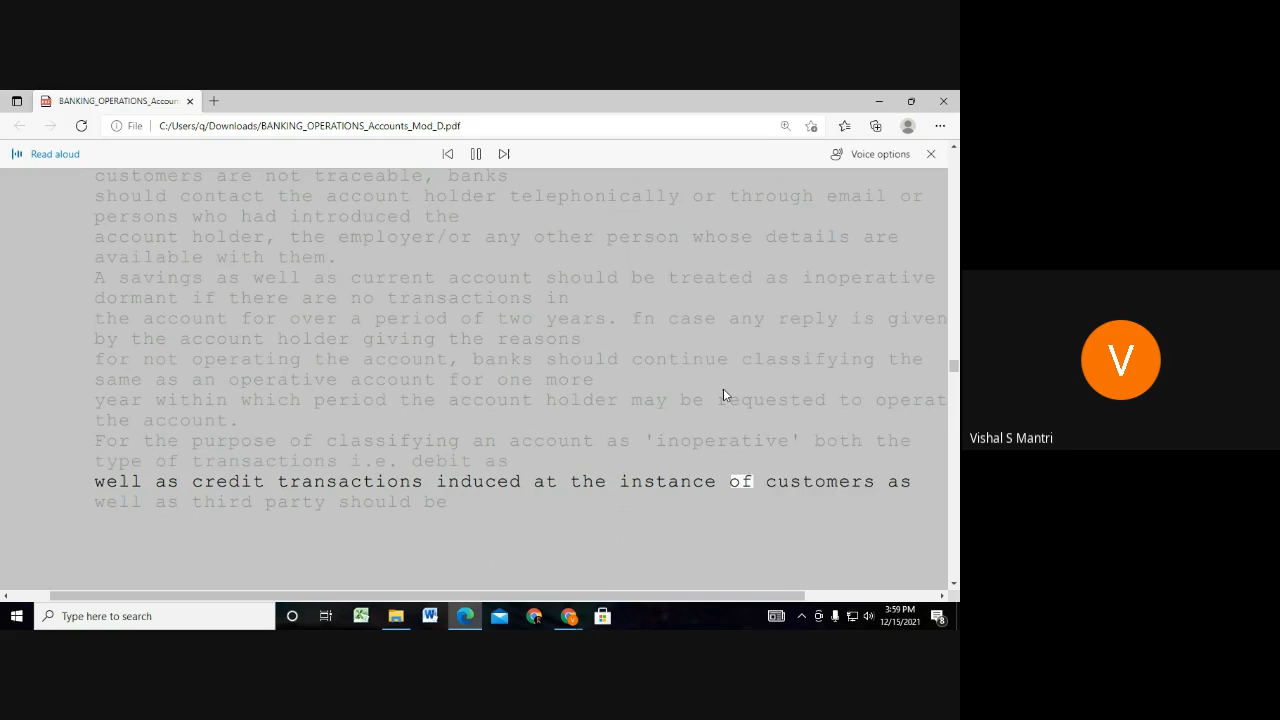 BANKING_OPERATIONS_Accoun
File C:/Users/q/Downloads/BANKING_OPERATIONS_Accounts_Mod_D.pdf
Read aloud
Voice options
customers are not traceable, banks
should contact the account holder telephonically or through email or
persons who had introduced the
account holder, the employer/or any other person whose details are
available with them.
A savings as well as current account should be treated as inoperative
dormant if there are no transactions in
the account for over a period of two years. fn case any reply is given
by the account holder giving the reasons
for not operating the account, banks should continue classifying the
same as an operative account for one more
year within which period the account holder may be requested to operat
the account.
For the purpose of classifying an account as 'inoperative' both the
type of transactions i.e. debit as
well as credit transactions induced at the instance of customers as
well as third party should be
V
Vishal S Mantri
Type here to search
3:59 PM
12/15/2021
8